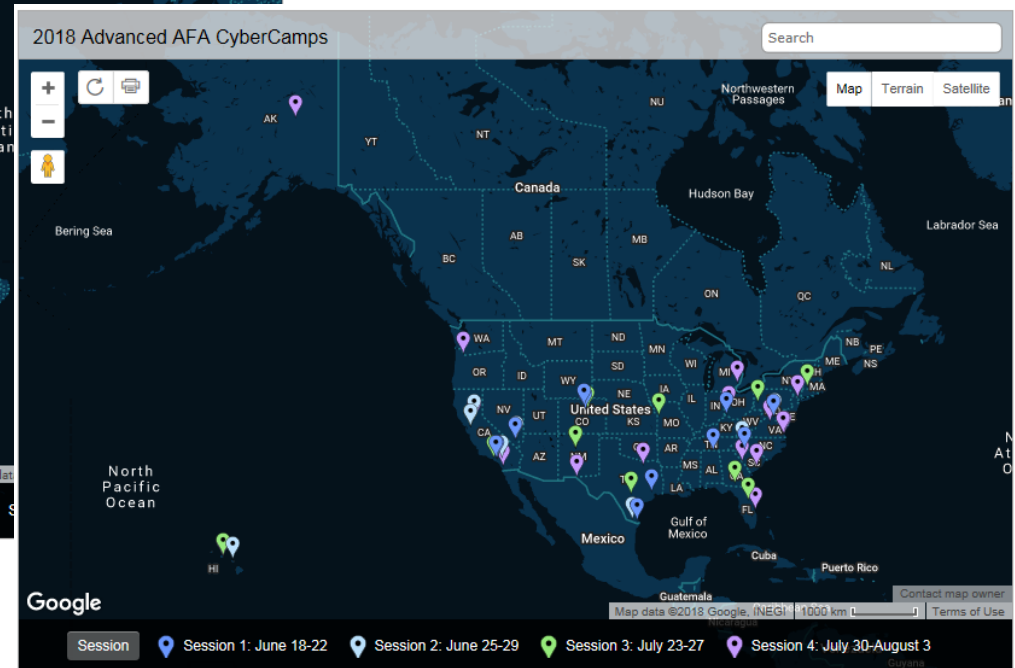 2018 Advanced AFA CyberCamps
Search
Map Terrain Satellite
Northwestern
Passages
NU
AK
YT
NT
Canada
Hudson Bay
Bering Sea
Labrador Sea
AB
MB
BC
SK
NL
ON
QC
WA
MT
ND
MN
NB
PE
OR
ID
SD
WI
MI
ME
NS
WY
NE
IA
IL
IN
OH
MA
NV
UT
United States
CO
KS
MO
KY
WV
VA
CA
AZ
NM
AR
NC
MS
AL
LA
FL
North
Pacific
Ocean
Gulf of
Mexico
Mexico
Cuba
Puerto Rico
HI
Guatemala
Nicaragua
Guyana
Google
Contact map owner
Map data ©2018 Google, INEGI 1000 km Terms of Use
Session
Session 1: June 18-22
Session 2: June 25-29
Session 3: July 23-27
Session 4: July 30-August 3